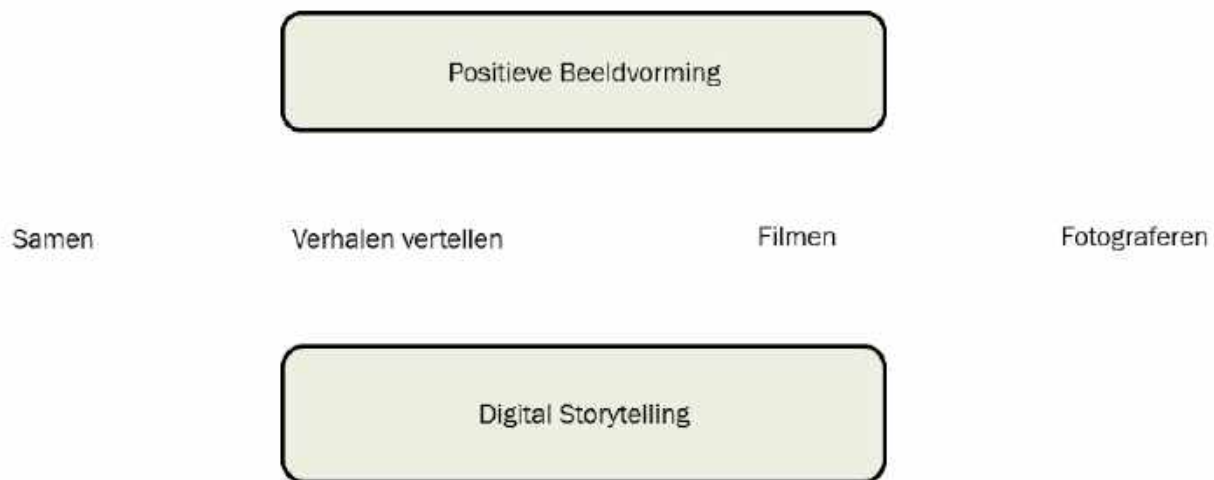 Positieve Beeldvorming
Samen Verhalen vertellen Filmen Fotograferen
Digital Storytelling